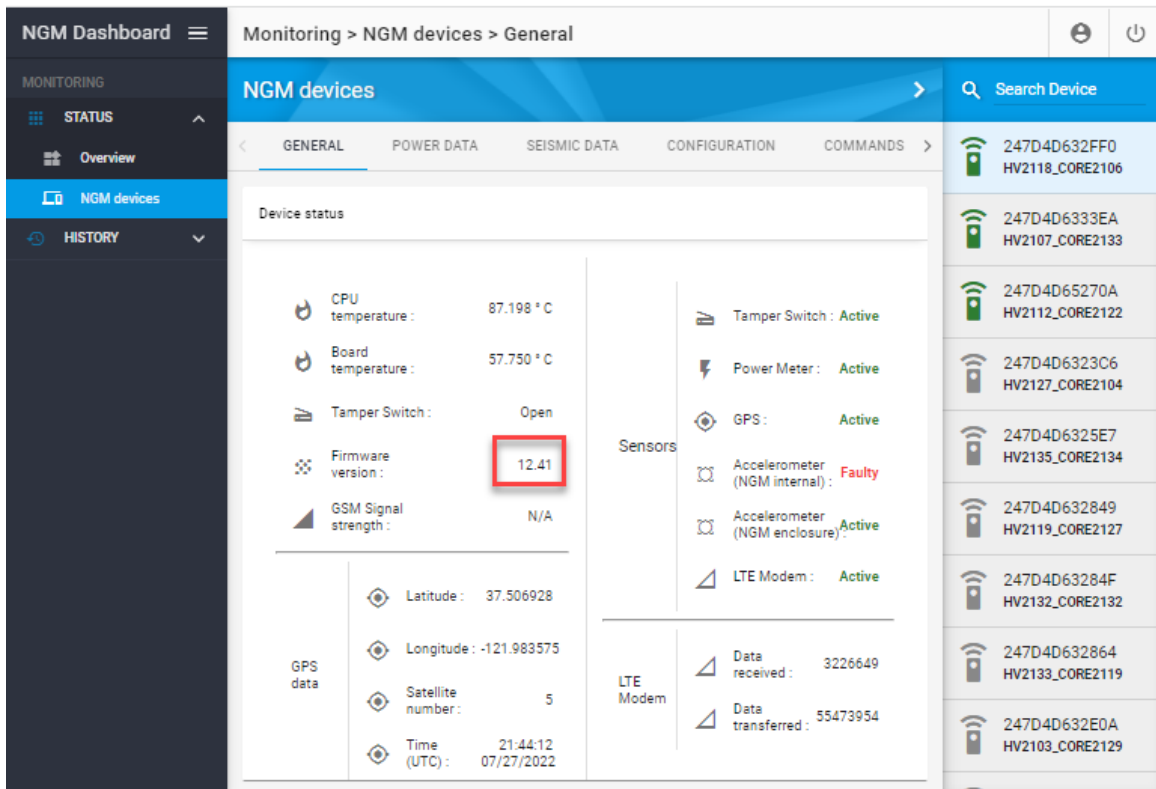 NGM Dashboard
Monitoring > NGM devices > General
MONITORING
STATUS
Overview
NGM devices
HISTORY
NGM devices
GENERAL POWER DATA SEISMIC DATA CONFIGURATION COMMANDS
Device status
CPU
temperature : 87.198 ° C
Board
temperature : 57.750 ° C
Tamper Switch : Open
Firmware
version : 12.41
GSM Signal
strength : N/A
GPS
data
Latitude : 37.506928
Longitude : -121.983575
Satellite
number : 5
Time
(UTC) :
21:44:12
07/27/2022
Sensors
Tamper Switch : Active
Power Meter : Active
GPS : Active
Accelerometer
(NGM internal) : Faulty
Accelerometer
(NGM enclosure) : Active
LTE Modem : Active
LTE
Modem
Data
received : 3226649
Data
transferred : 55473954
Search Device
247D4D632FF0
HV2118_CORE2106
247D4D6333EA
HV2107_CORE2133
247D4D65270A
HV2112_CORE2122
247D4D6323C6
HV2127_CORE2104
247D4D6325E7
HV2135_CORE2134
247D4D632849
HV2119_CORE2127
247D4D63284F
HV2132_CORE2132
247D4D632864
HV2133_CORE2119
247D4D632E0A
HV2103_CORE2129